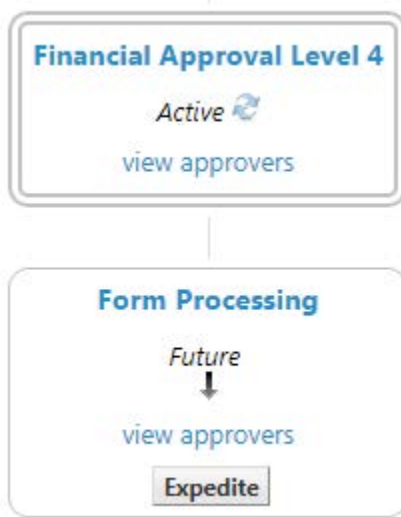 Financial Approval Level 4
Active
view approvers
Form Processing
Future
view approvers
Expedite